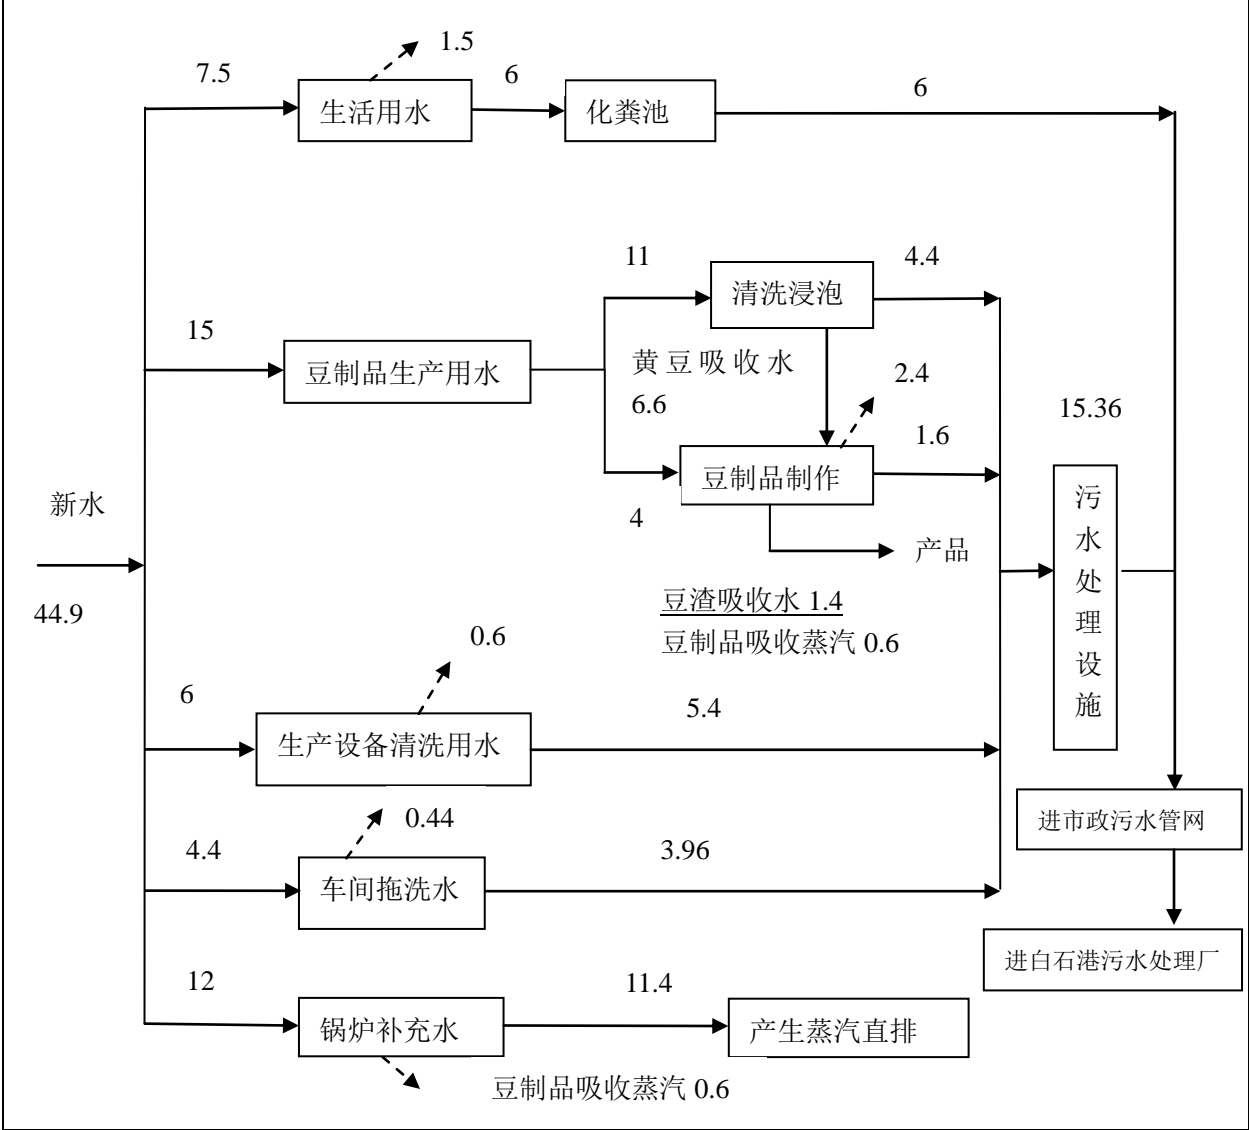 1.5
7.5
6
6
生活用水
化粪池
11
4.4
清洗浸泡
15
黄豆吸收水
2.4
豆制品生产用水
6.6
15.36
1.6
豆制品制作
新水
4
污水处理设施
产品
44.9
豆渣吸收水 1.4
豆制品吸收蒸汽 0.6
0.6
6
5.4
生产设备清洗用水
0.44
进市政污水管网
4.4
3.96
车间拖洗水
进白石港污水处理厂
12
11.4
锅炉补充水
产生蒸汽直排
豆制品吸收蒸汽 0.6